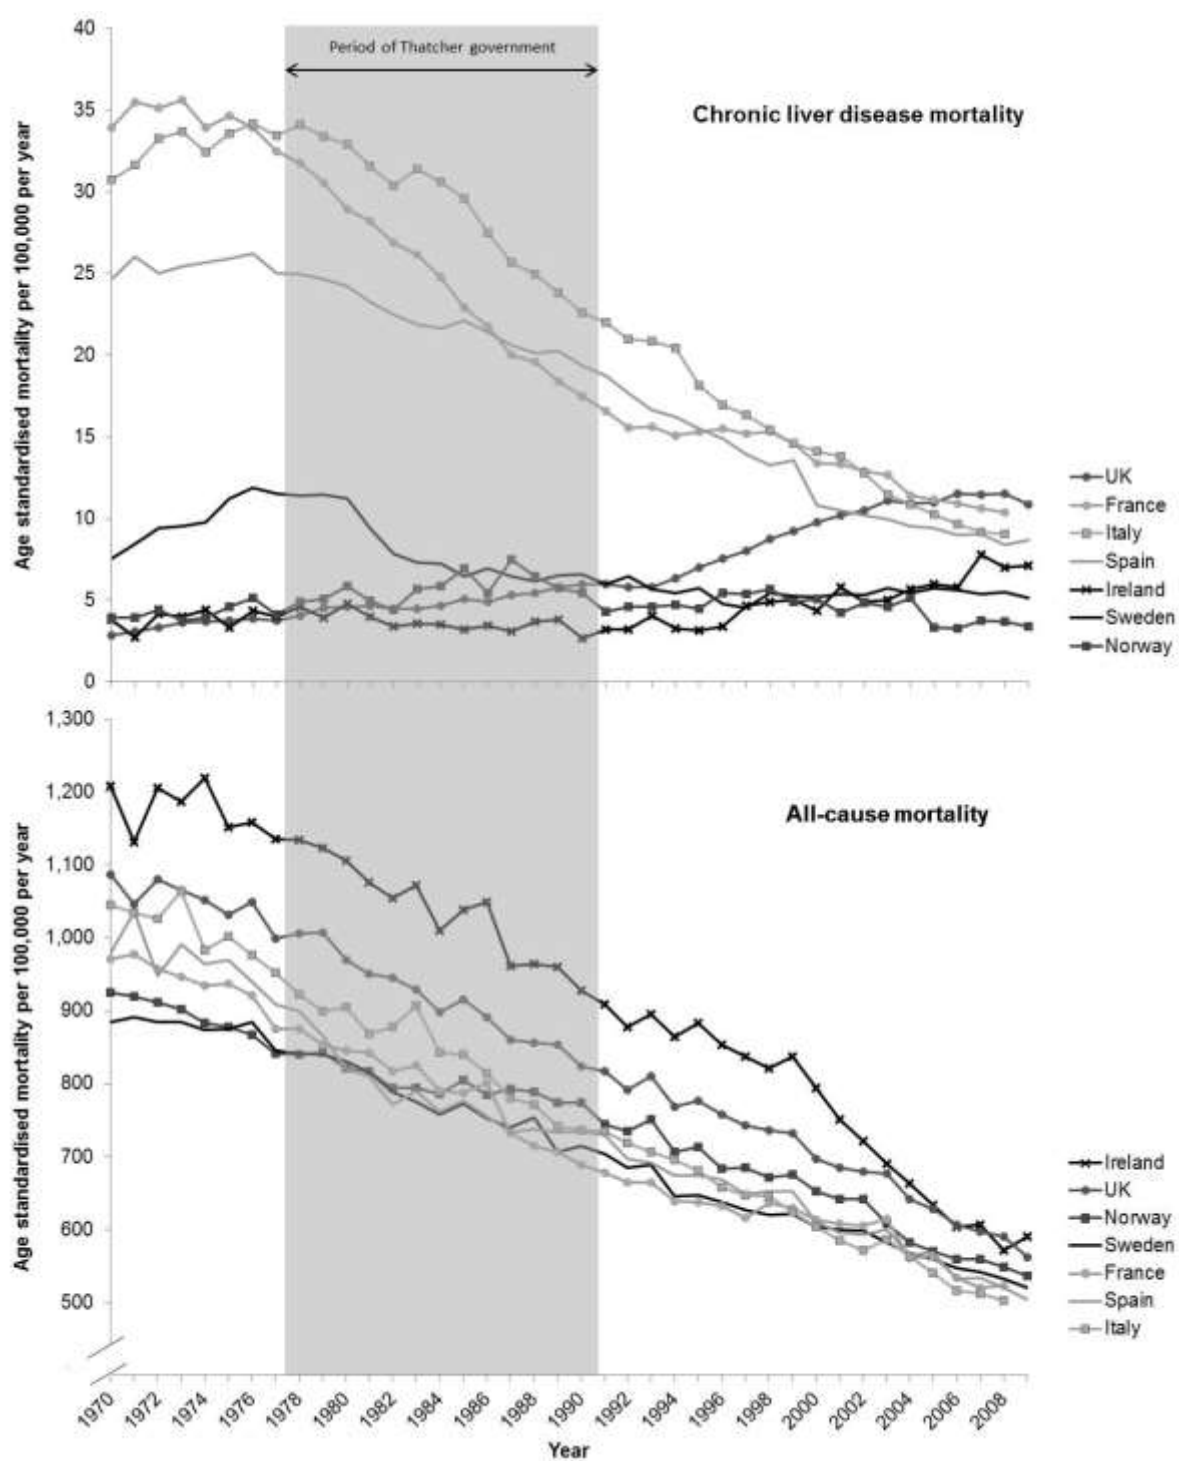 Period of Thatcher government
Chronic liver disease mortality
Age standardised mortality per 100,000 per year
40
35
30
25
20
15
10
5
0
UK
France
Italy
Spain
Ireland
Sweden
Norway
All-cause mortality
Age standardised mortality per 100,000 per year
1,300
1,200
1,100
1,000
900
800
700
600
500
Ireland
UK
Norway
Sweden
France
Spain
Italy
1970
1972
1974
1976
1978
1980
1982
1984
1986
1988
1990
1992
1994
1996
1998
2000
2002
2004
2006
2008
Year